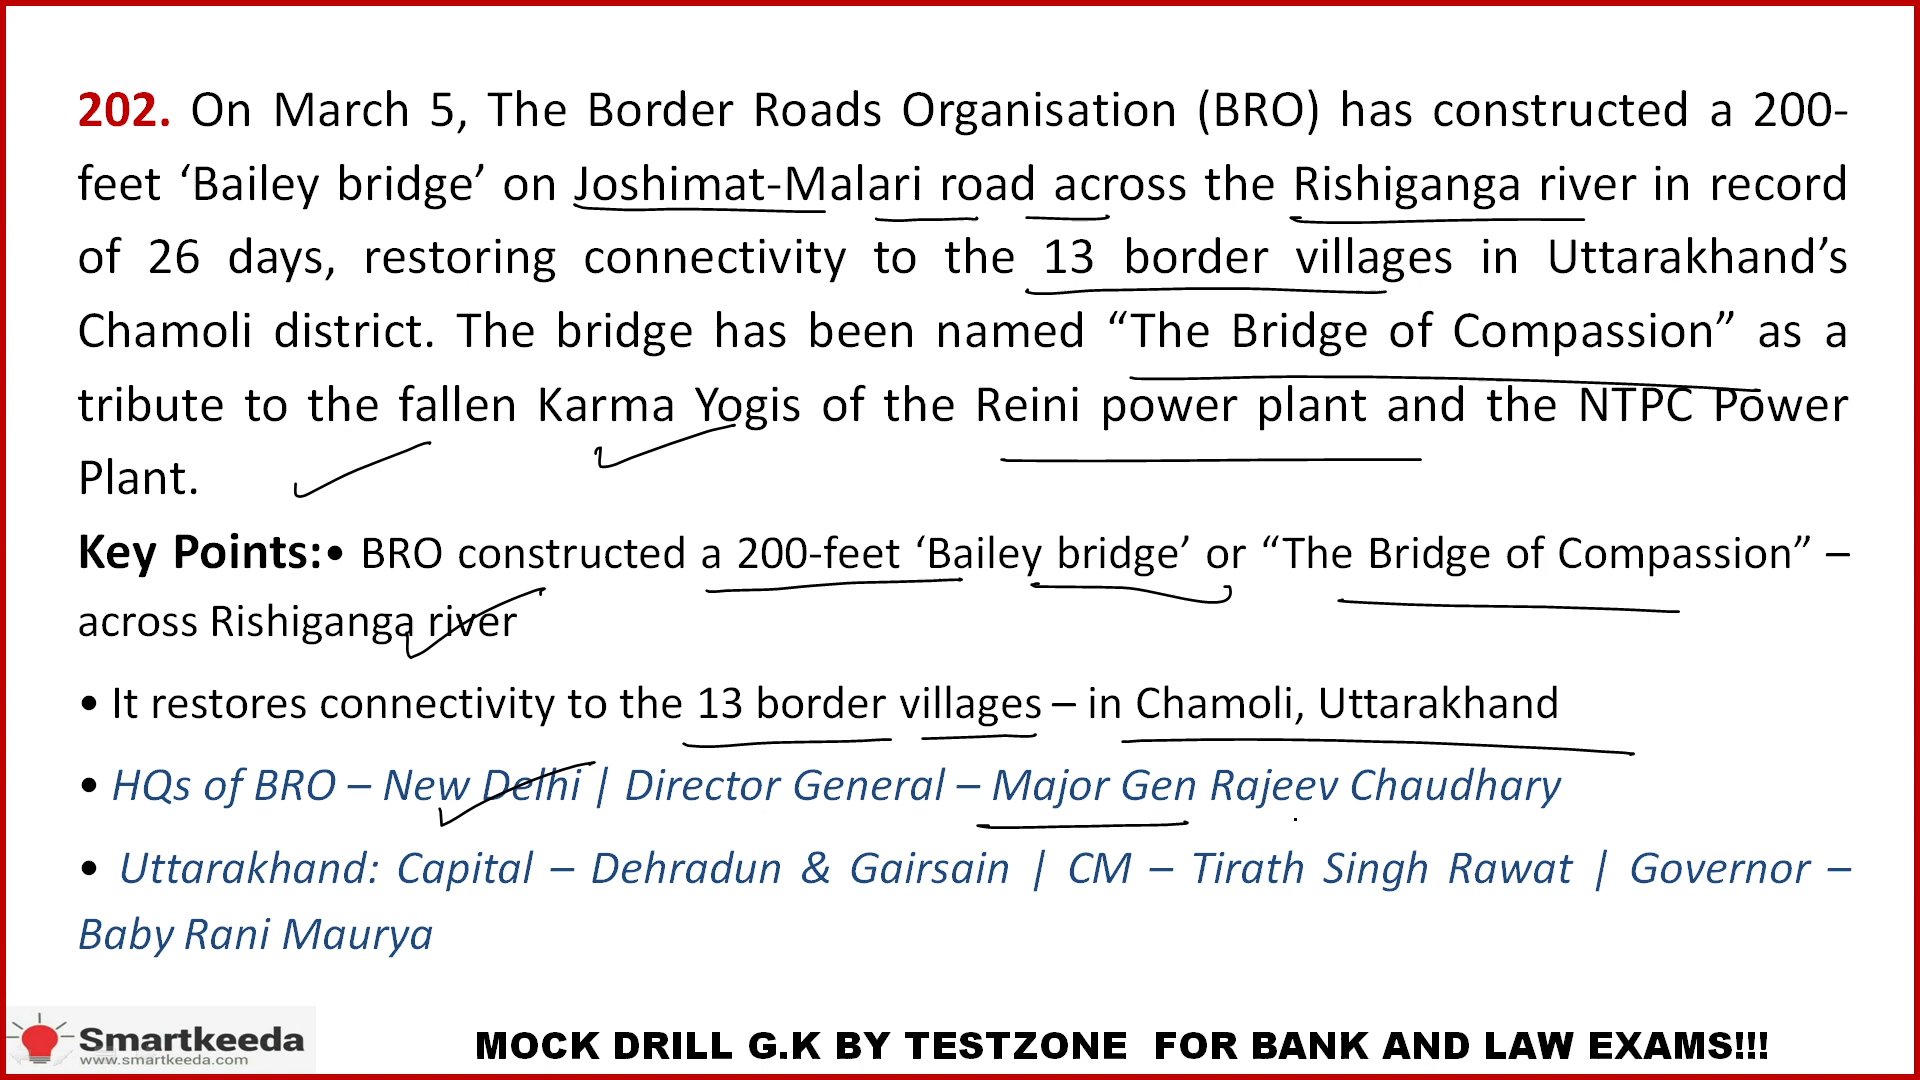 202. On March 5, The Border Roads Organisation (BRO) has constructed a 200-
feet ‘Bailey bridge’ on Joshimat-Malari road across the Rishiganga river in record
of 26 days, restoring connectivity to the 13 border villages in Uttarakhand’s
Chamoli district. The bridge has been named “The Bridge of Compassion” as a
tribute to the fallen Karma Yogis of the Reini power plant and the NTPC Power
Plant.
Key Points:• BRO constructed a 200-feet ‘Bailey bridge’ or “The Bridge of Compassion” –
across Rishiganga river
• It restores connectivity to the 13 border villages – in Chamoli, Uttarakhand
• HQs of BRO – New Delhi | Director General – Major Gen Rajeev Chaudhary
• Uttarakhand: Capital – Dehradun & Gairsain | CM – Tirath Singh Rawat | Governor –
Baby Rani Maurya
Smartkeeda
www.smartkeeda.com
MOCK DRILL G.K BY TESTZONE FOR BANK AND LAW EXAMS!!!